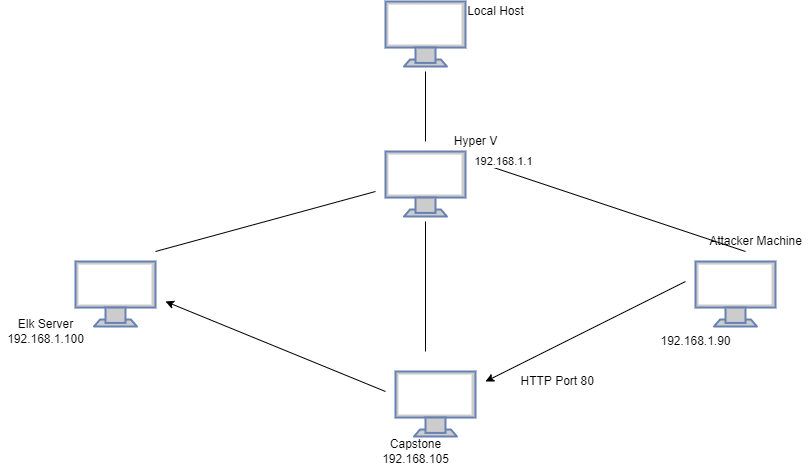 Local Host
Hyper V
192.168.1.1
Attacker Machine
Elk Server
192.168.1.100
192.168.1.90
HTTP Port 80
Capstone
192.168.105